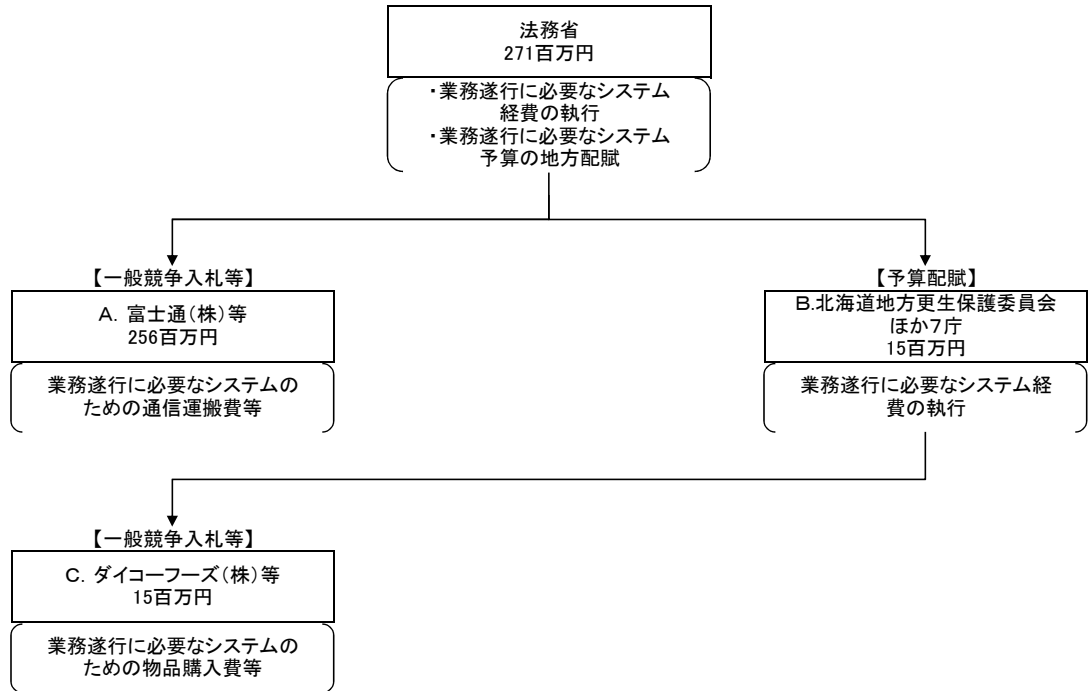 法務省
271百万円
・業務遂行に必要なシステム
経費の執行
・業務遂行に必要なシステム
予算の地方配賦
【一般競争入札等】
A. 富士通(株)等
256百万円
業務遂行に必要なシステムの
ための通信運搬費等
【予算配賦】
B.北海道地方更生保護委員会
ほか7庁
15百万円
業務遂行に必要なシステム経
費の執行
【一般競争入札等】
C. ダイコーフーズ(株)等
15百万円
業務遂行に必要なシステムの
ための物品購入費等